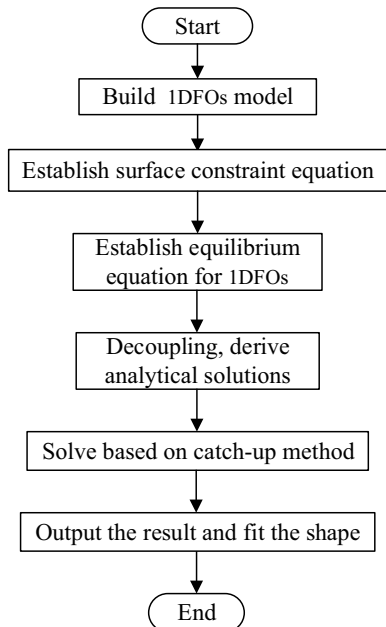 Start
Build 1DFOs model
Establish surface constraint equation
Establish equilibrium
equation for 1DFOs
Decoupling, derive
analytical solutions
Solve based on catch-up method
Output the result and fit the shape
End